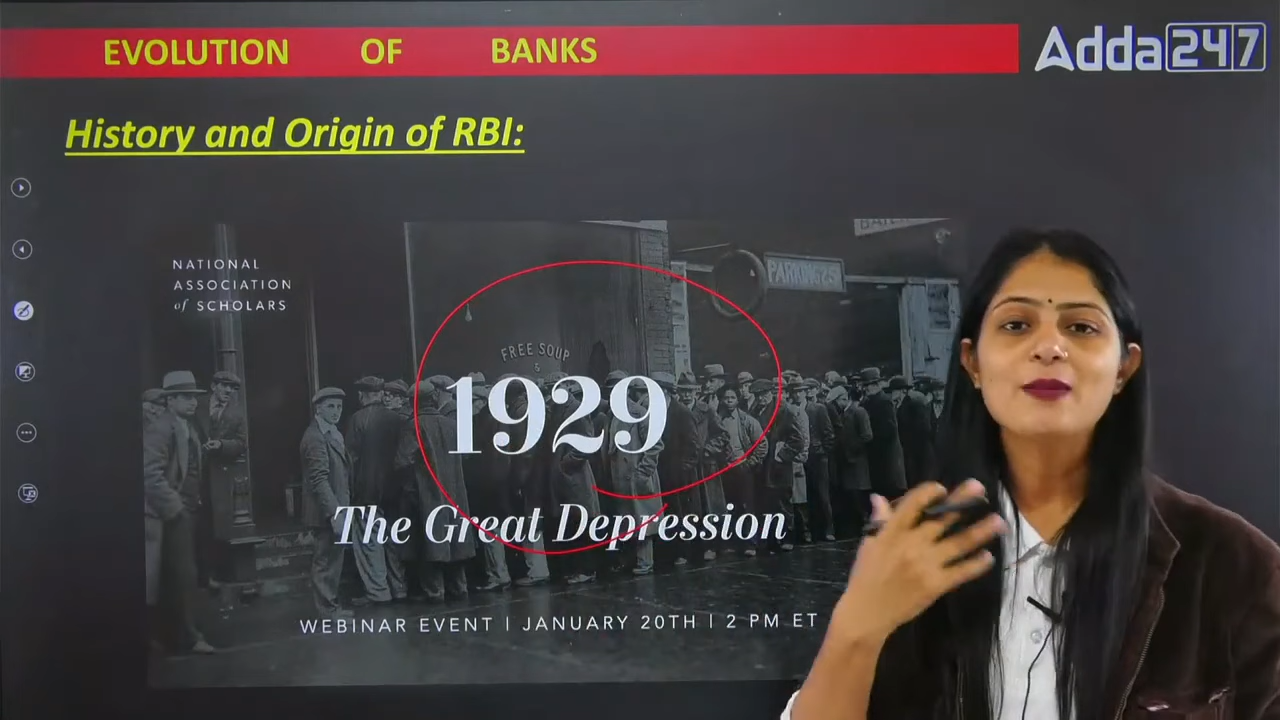 EVOLUTION OF BANKS
Adda247
History and Origin of RBI:
NATIONAL
ASSOCIATION
of SCHOLARS
PARKING 25
FREE SOUP
&
1929
The Great Depression
WEBINAR EVENT | JANUARY 20TH | 2 PM ET